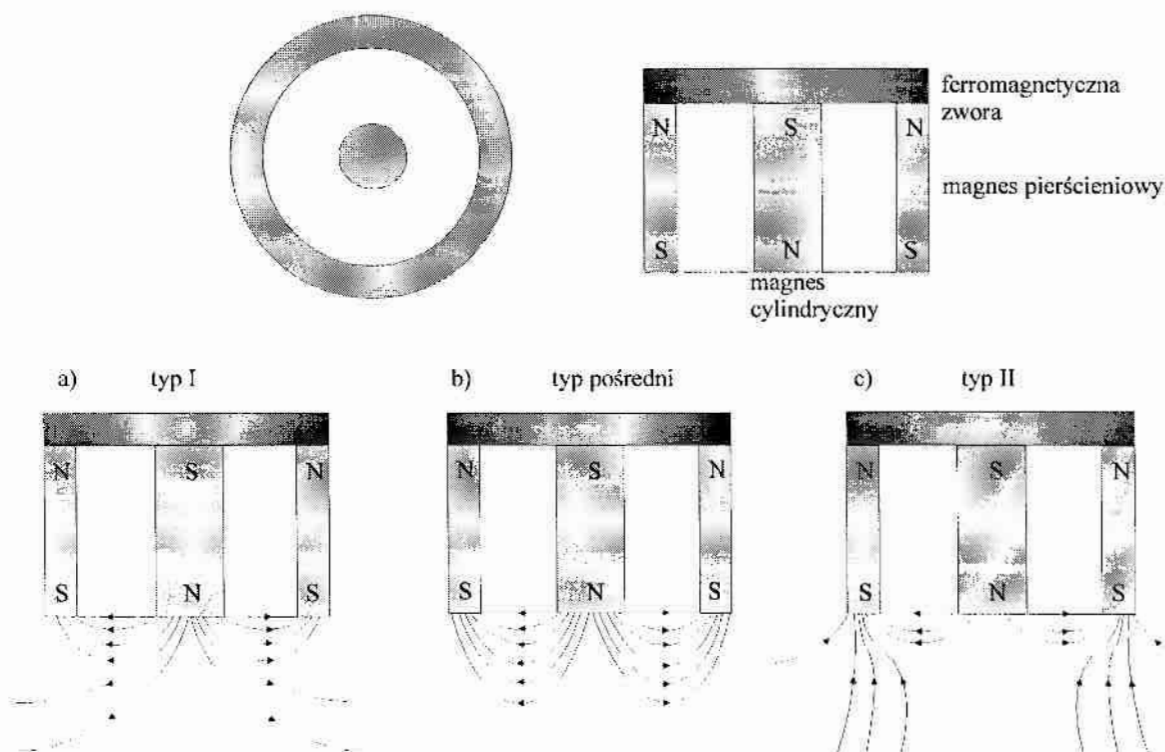 ferromagnetyczna
zwora
N S N
magnes pierścieniowy
S N S
magnes
cylindryczny
a) typ I
b) typ pośredni
c) typ II
N S N
N S N
N S N
S N S
S N S
S N S